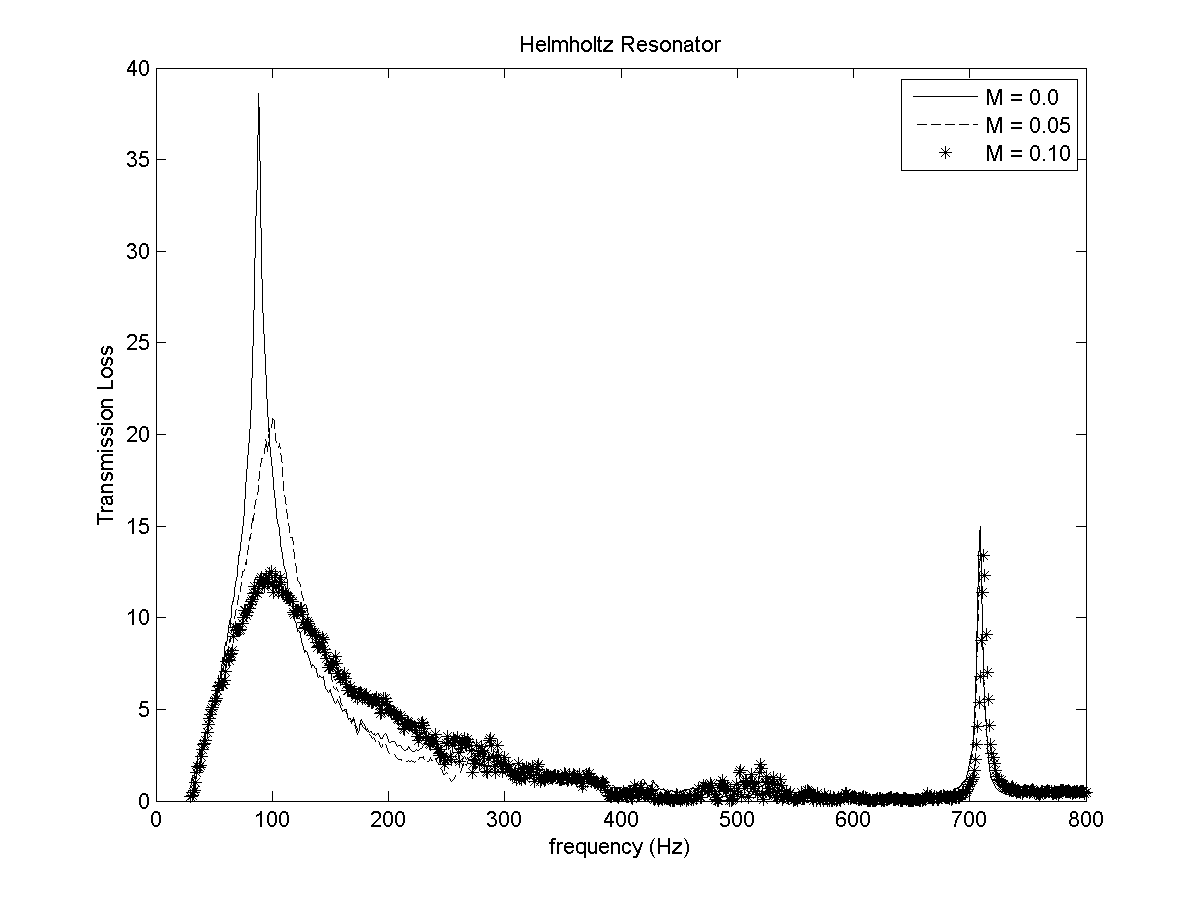 Helmholtz Resonator
M = 0.0
M = 0.05
M = 0.10
Transmission Loss
40
35
30
25
20
15
10
5
0
0 100 200 300 400 500 600 700 800
frequency (Hz)